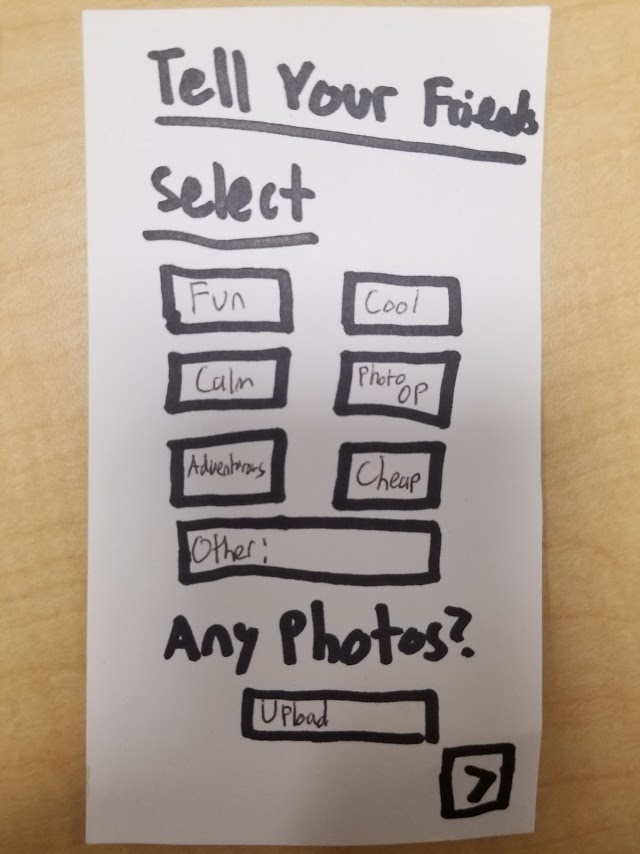 Tell Your Friends
Select
Fun Cool
Calm Photo OP
Adventurous Cheap
Other:
Any Photos?
Upload
>